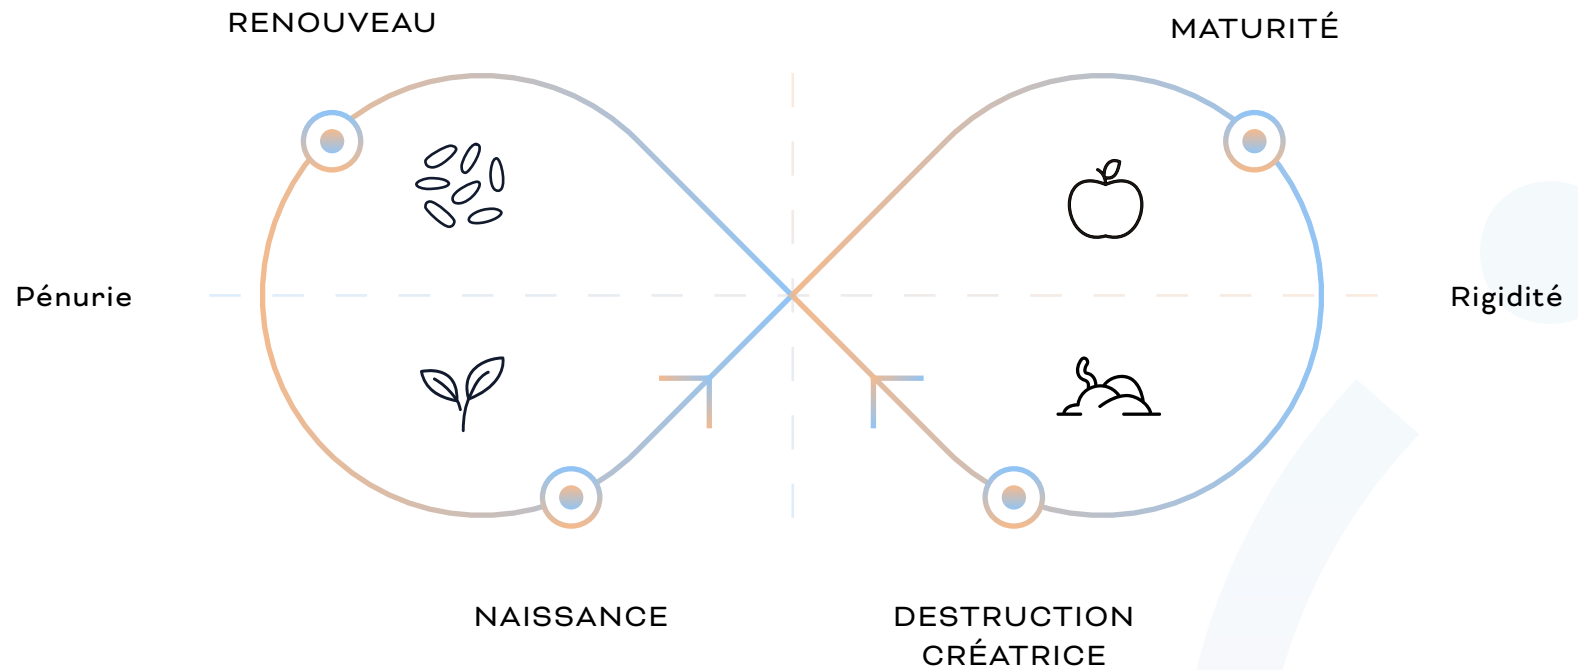 RENOUVEAU
MATURITÉ
Pénurie
Rigidité
NAISSANCE
DESTRUCTION
CRÉATRICE